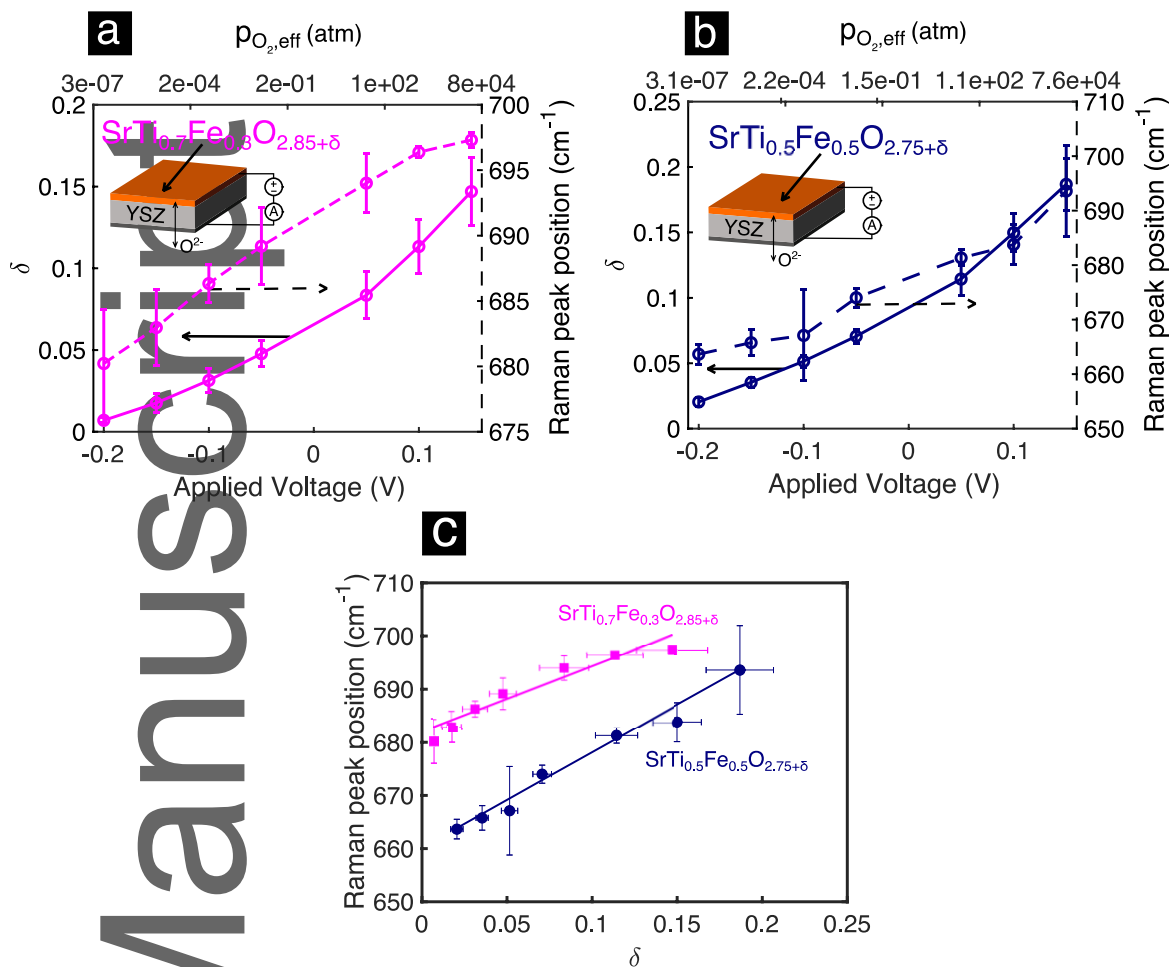 a
pO2,eff (atm)
3e-07 2e-04 2e-01 1e+02 8e+04
SrTi0.7Fe0.3O2.85+δ
YSZ
O2-
+
−
A
0.2
0.15
0.1
0.05
0
δ
-0.2 -0.1 0 0.1
Applied Voltage (V)
700
695
690
685
680
675
Raman peak position (cm-1)
b
pO2,eff (atm)
3.1e-07 2.2e-04 1.5e-01 1.1e+02 7.6e+04
SrTi0.5Fe0.5O2.75+δ
YSZ
O2-
+
−
A
0.25
0.2
0.15
0.1
0.05
0
δ
-0.2 -0.1 0 0.1
Applied Voltage (V)
710
700
690
680
670
660
650
Raman peak position (cm-1)
c
710
700
690
680
670
660
650
Raman peak position (cm-1)
SrTi0.7Fe0.3O2.85+δ
SrTi0.5Fe0.5O2.75+δ
0 0.05 0.1 0.15 0.2 0.25
δ
Manuscript